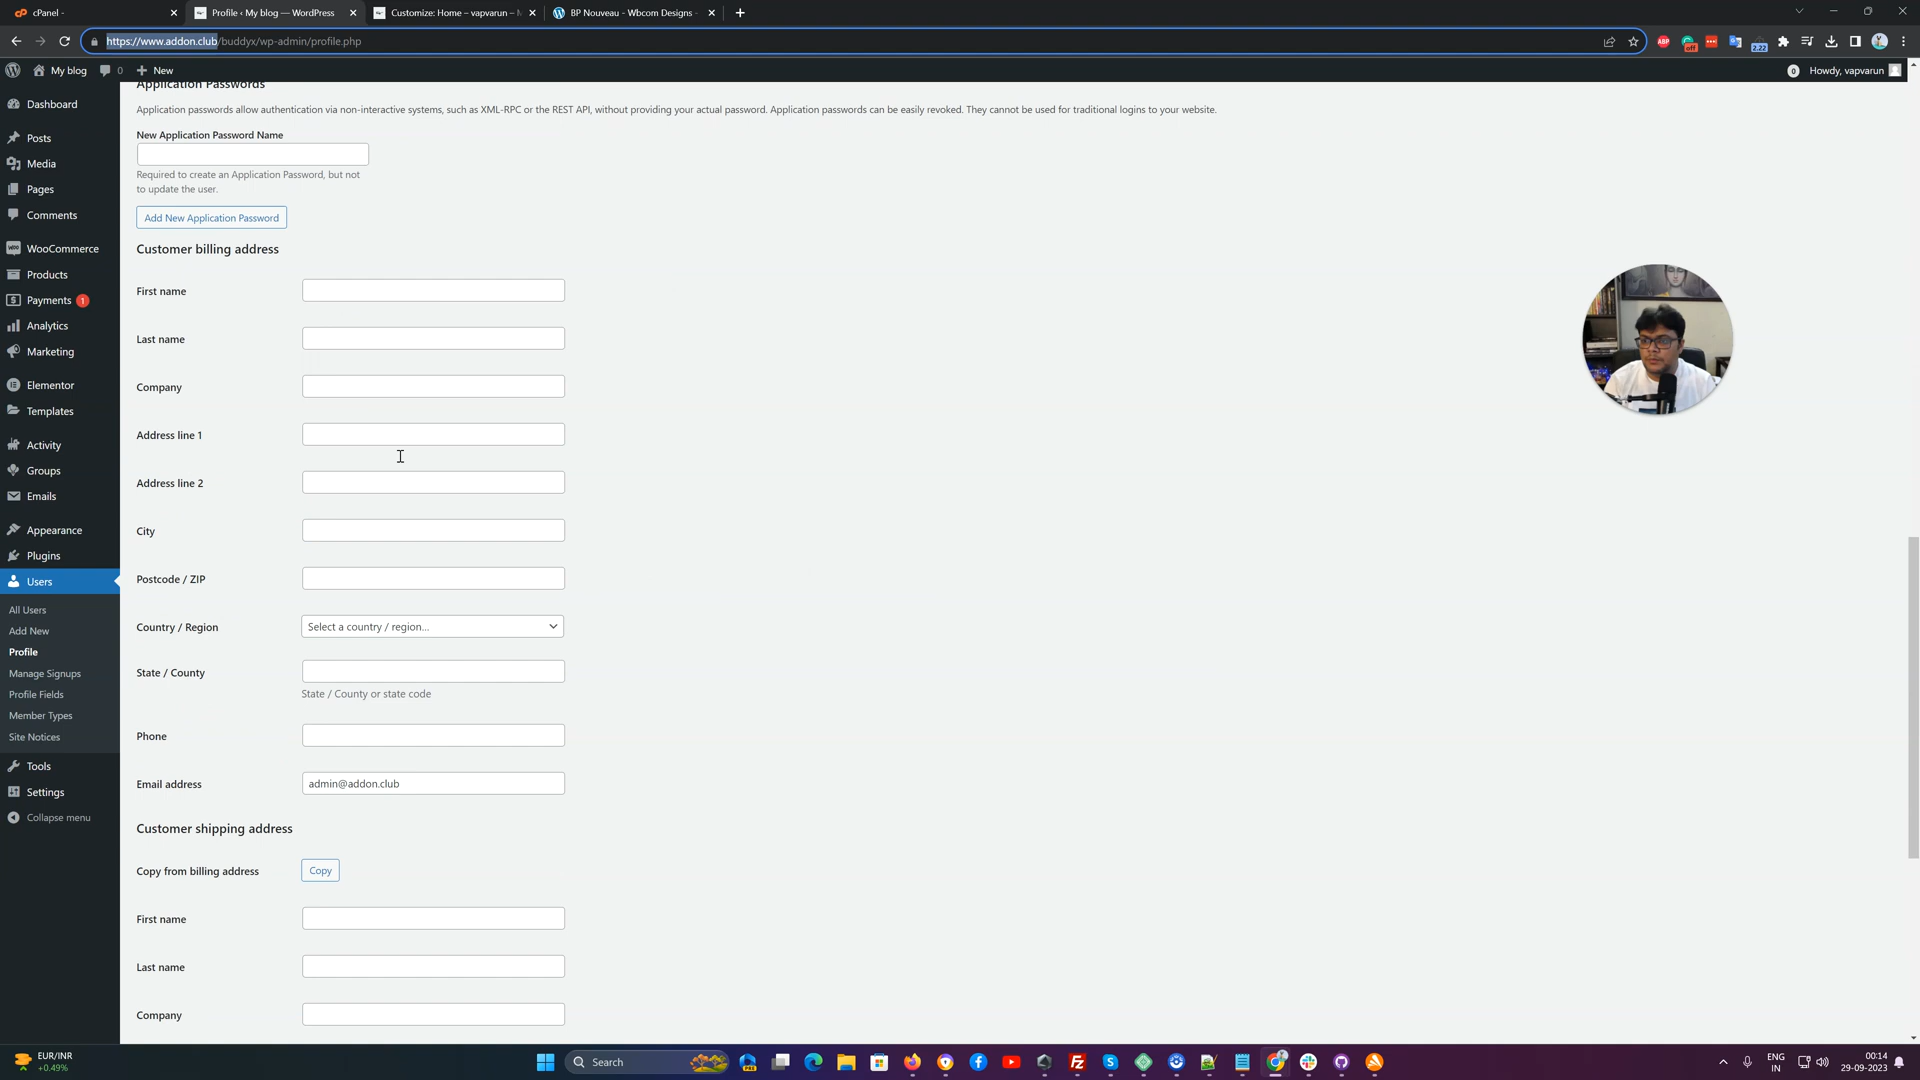 cPanel -
Profile ‹ My blog — WordPress
Customize: Home – vapvarun – M
BP Nouveau - Wbcom Designs -
https://www.addon.club/buddyx/wp-admin/profile.php
ABP
off
2.22
My blog
0
New
0
Howdy, vapvarun
Dashboard
Posts
Media
Pages
Comments
WooCommerce
Products
Payments 1
Analytics
Marketing
Elementor
Templates
Activity
Groups
Emails
Appearance
Plugins
Users
All Users
Add New
Profile
Manage Signups
Profile Fields
Member Types
Site Notices
Tools
Settings
Collapse menu
Application Passwords
Application passwords allow authentication via non-interactive systems, such as XML-RPC or the REST API, without providing your actual password. Application passwords can be easily revoked. They cannot be used for traditional logins to your website.
New Application Password Name
Required to create an Application Password, but not
to update the user.
Add New Application Password
Customer billing address
First name
Last name
Company
Address line 1
Address line 2
City
Postcode / ZIP
Country / Region
Select a country / region...
State / County
State / County or state code
Phone
Email address
admin@addon.club
Customer shipping address
Copy from billing address
Copy
First name
Last name
Company
EUR/INR
+0.49%
Search
ENG
IN
00:14
29-09-2023